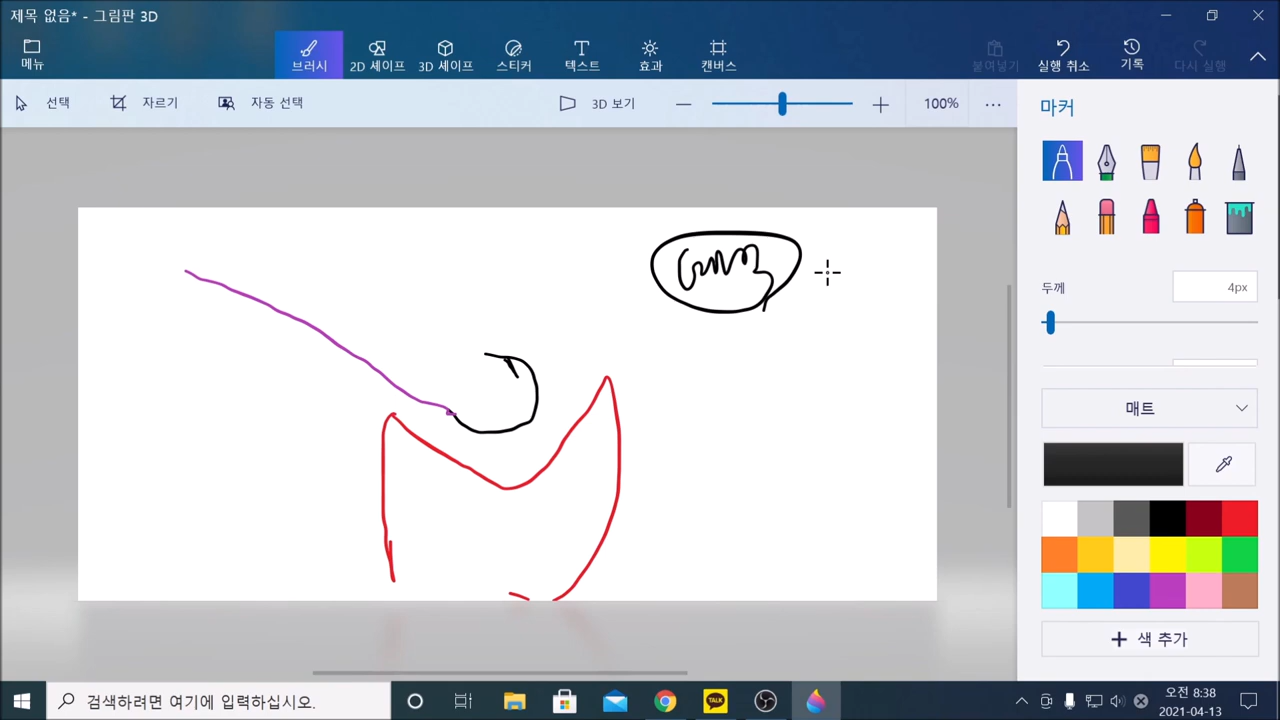 제목 없음* - 그림판 3D
메뉴
브러시
2D 셰이프
3D 셰이프
스티커
텍스트
효과
캔버스
붙여넣기
실행 취소
기록
다시 실행
선택
자르기
자동 선택
3D 보기
100%
마커
두께
4px
매트
색 추가
검색하려면 여기에 입력하십시오.
TALK
오전 8:38
2021-04-13